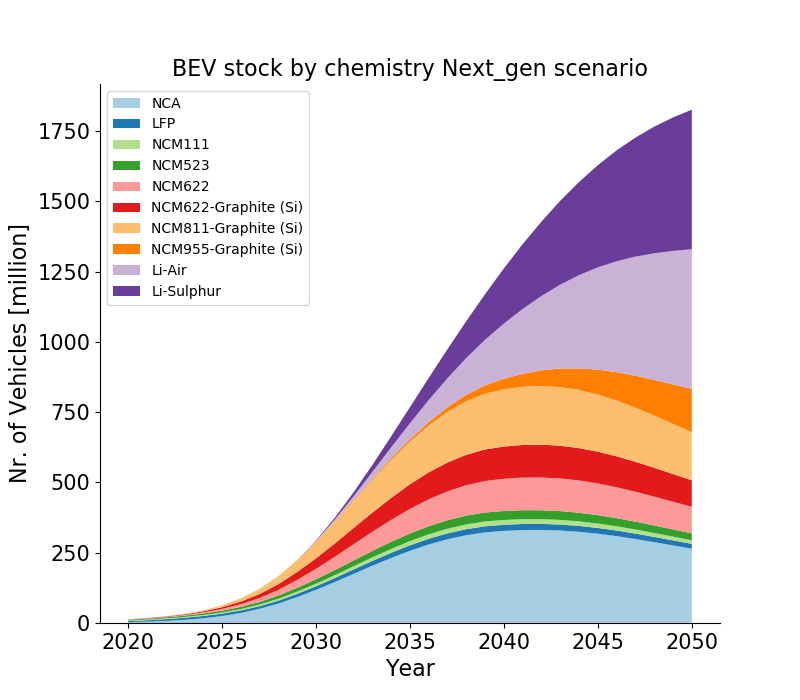 BEV stock by chemistry Next_gen scenario
NCA
LFP
NCM111
NCM523
NCM622
NCM622-Graphite (Si)
NCM811-Graphite (Si)
NCM955-Graphite (Si)
Li-Air
Li-Sulphur
Nr. of Vehicles [million]
1750
1500
1250
1000
750
500
250
0
2020 2025 2030 2035 2040 2045 2050
Year